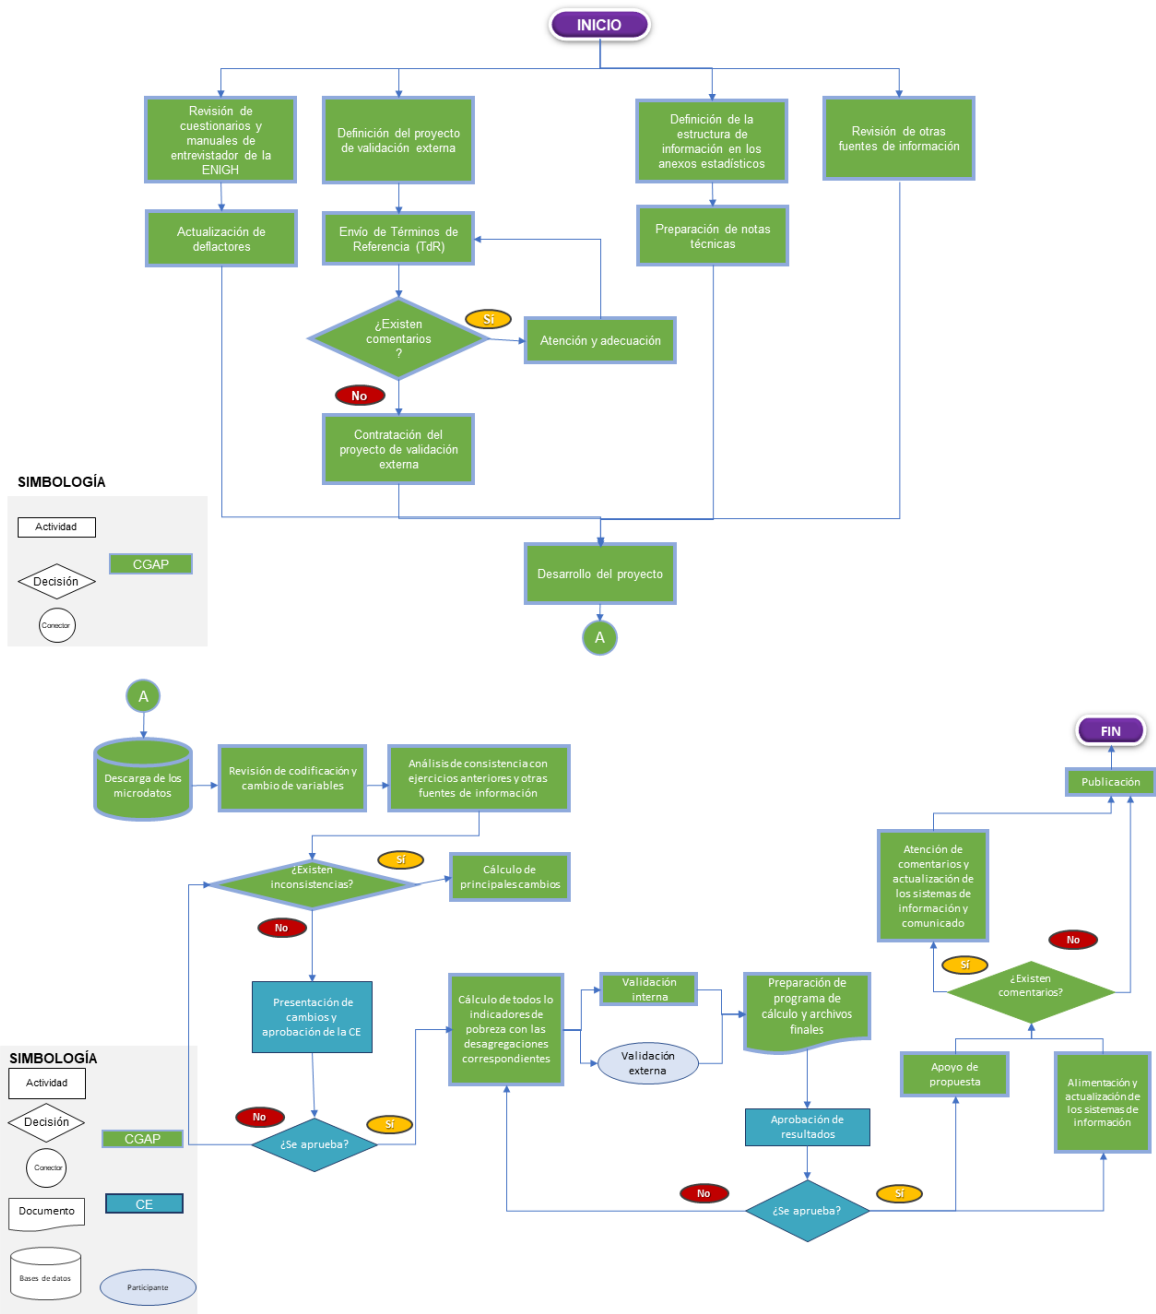 INICIO
Revisión de
cuestionarios y
manuales de
entrevistador de la
ENIGH
Definición del proyecto
de validación externa
Definición de la
estructura de
información en los
anexos estadísticos
Revisión de otras
fuentes de información
Actualización de
deflactores
Envío de Términos de
Referencia (TdR)
Preparación de notas
técnicas
¿Existen
comentarios
?
Sí
Atención y adecuación
No
Contratación del
proyecto de validación
externa
SIMBOLOGÍA
Actividad
CGAP
Decisión
Conector
Desarrollo del proyecto
A
A
Descarga de los
microdatos
Revisión de codificación y
cambio de variables
Análisis de consistencia con
ejercicios anteriores y otras
fuentes de información
FIN
Publicación
¿Existen
inconsistencias?
Sí
Cálculo de
principales cambios
No
Atención de
comentarios y
actualización de
los sistemas de
información y
comunicado
No
Sí
¿Existen
comentarios?
Presentación de
cambios y
aprobación de la CE
Cálculo de todos lo
indicadores de
pobreza con las
desagregaciones
correspondientes
Validación
interna
Validación
externa
Preparación de
programa de
cálculo y archivos
finales
Apoyo de
propuesta
Alimentación y
actualización de
los sistemas de
información
No
¿Se aprueba?
Sí
Aprobación de
resultados
No
¿Se aprueba?
Sí
SIMBOLOGÍA
Actividad
Decisión
CGAP
Conector
Documento
CE
Bases de datos
Participante